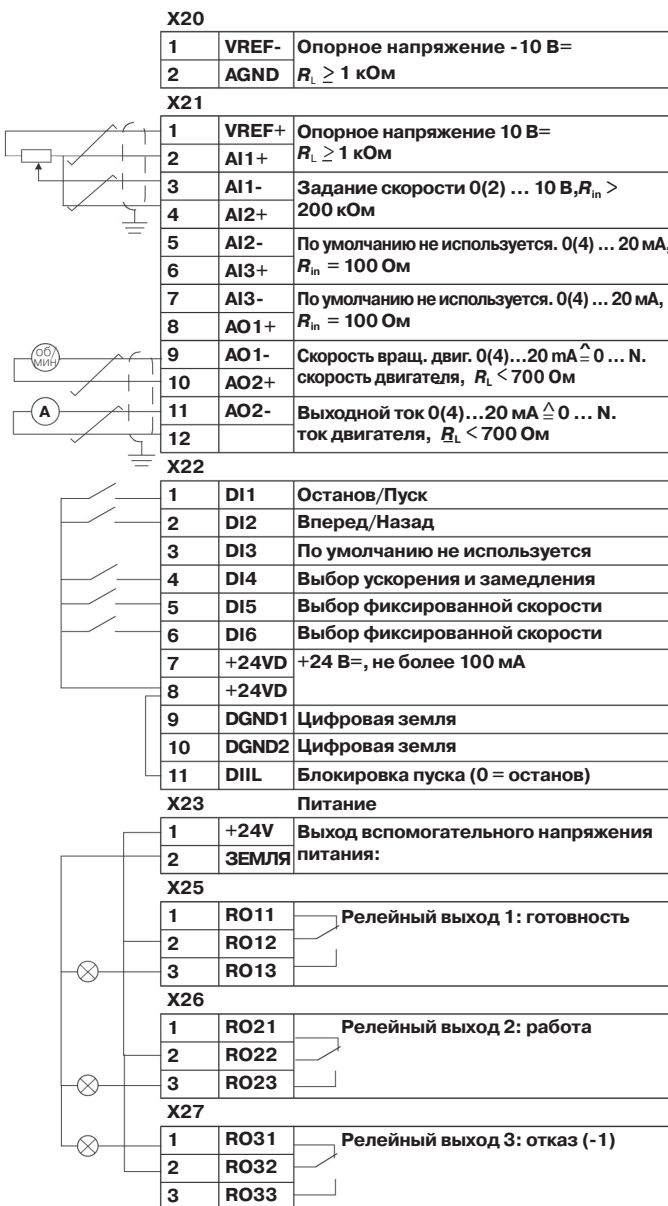 X20
1 VREF- Опорное напряжение -10 В=
2 AGND R_L ≥ 1 кОм
X21
1 VREF+ Опорное напряжение 10 В=
2 AI1+ R_L ≥ 1 кОм
3 AI1- Задание скорости 0(2) ... 10 В, R_in >
4 AI2+ 200 кОм
5 AI2- По умолчанию не используется. 0(4) ... 20 мА,
6 AI3+ R_in = 100 Ом
7 AI3- По умолчанию не используется. 0(4) ... 20 мА,
8 AO1+ R_in = 100 Ом
об/
мин
9 AO1- Скорость вращ. двиг. 0(4)...20 mA ≙ 0 ... N.
10 AO2+ скорость двигателя, R_L < 700 Ом
A
11 AO2- Выходной ток 0(4)...20 мА ≙ 0 ... N.
12 ток двигателя, R_L < 700 Ом
X22
1 DI1 Останов/Пуск
2 DI2 Вперед/Назад
3 DI3 По умолчанию не используется
4 DI4 Выбор ускорения и замедления
5 DI5 Выбор фиксированной скорости
6 DI6 Выбор фиксированной скорости
7 +24VD +24 В=, не более 100 мА
8 +24VD
9 DGND1 Цифровая земля
10 DGND2 Цифровая земля
11 DIIL Блокировка пуска (0 = останов)
X23 Питание
1 +24V Выход вспомогательного напряжения
2 ЗЕМЛЯ питания:
X25
1 RO11 Релейный выход 1: готовность
2 RO12
3 RO13
X26
1 RO21 Релейный выход 2: работа
2 RO22
3 RO23
X27
1 RO31 Релейный выход 3: отказ (-1)
2 RO32
3 RO33